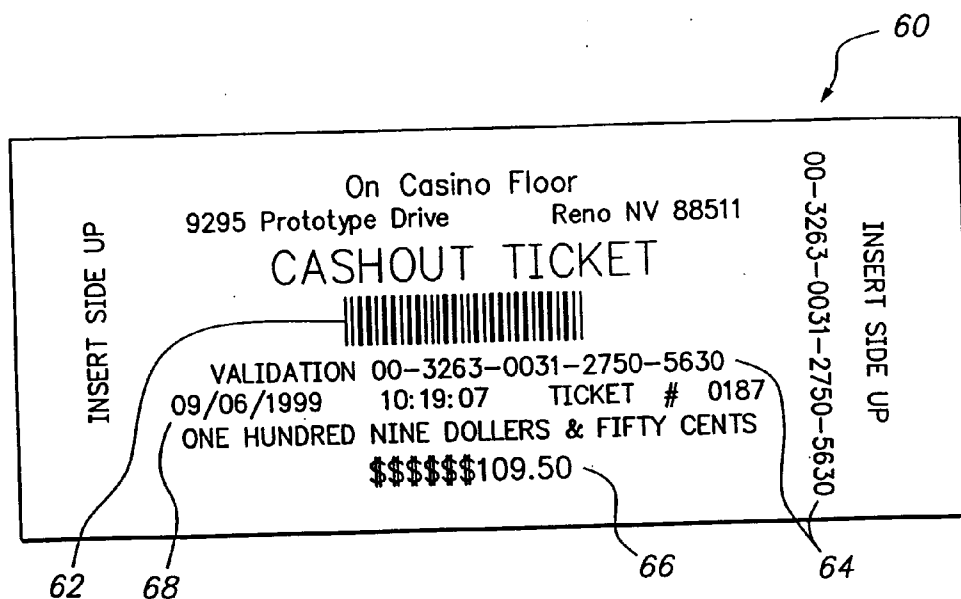 60
On Casino Floor
9295 Prototype Drive Reno NV 88511
CASHOUT TICKET
INSERT SIDE UP
00-3263-0031-2750-5630
INSERT SIDE UP
VALIDATION 00-3263-0031-2750-5630
09/06/1999 10:19:07 TICKET # 0187
ONE HUNDRED NINE DOLLERS & FIFTY CENTS
$$$$$$109.50
62
68
66
64